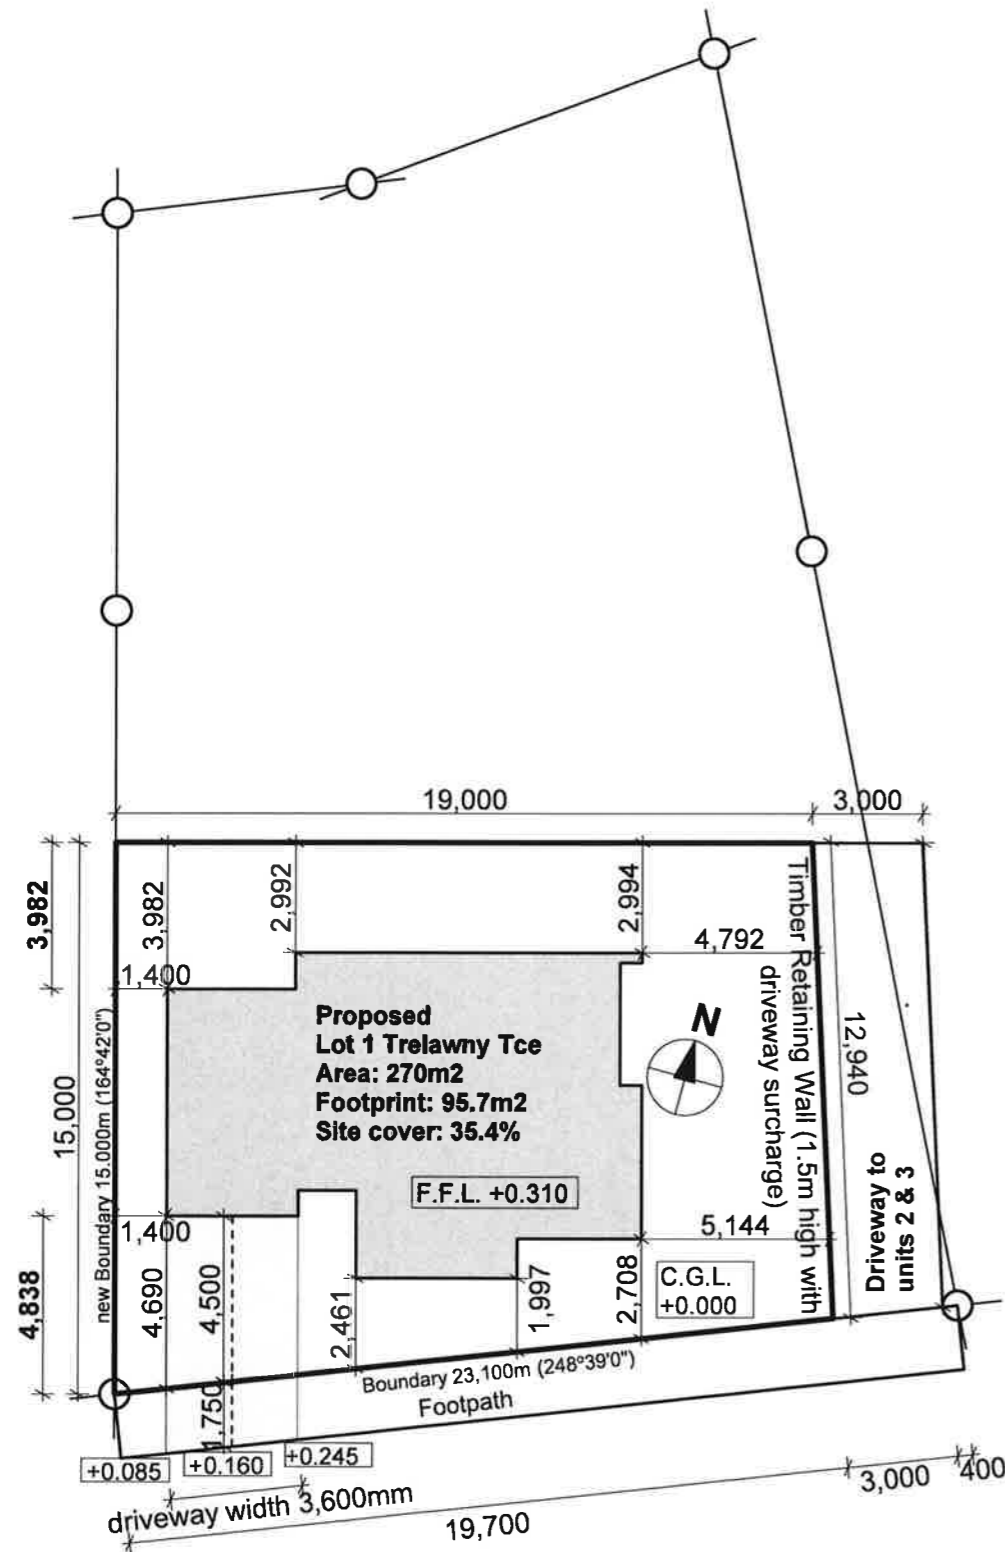 19,000
3,000
3,982
3,982
2,992
2,994
4,792
1,400
Timber Retaining Wall (1.5m high with
driveway surcharge)
N
12,940
Proposed
Lot 1 Trelawny Tce
Area: 270m2
Footprint: 95.7m2
Site cover: 35.4%
new Boundary 15.000m (164°42'0")
15,000
F.F.L. +0.310
Driveway to
units 2 & 3
1,400
5,144
4,838
4,690
4,500
2,461
1,997
2,708
C.G.L.
+0.000
Boundary 23,100m (248°39'0")
Footpath
1,750
+0.085
+0.160
+0.245
driveway width 3,600mm
19,700
3,000
400